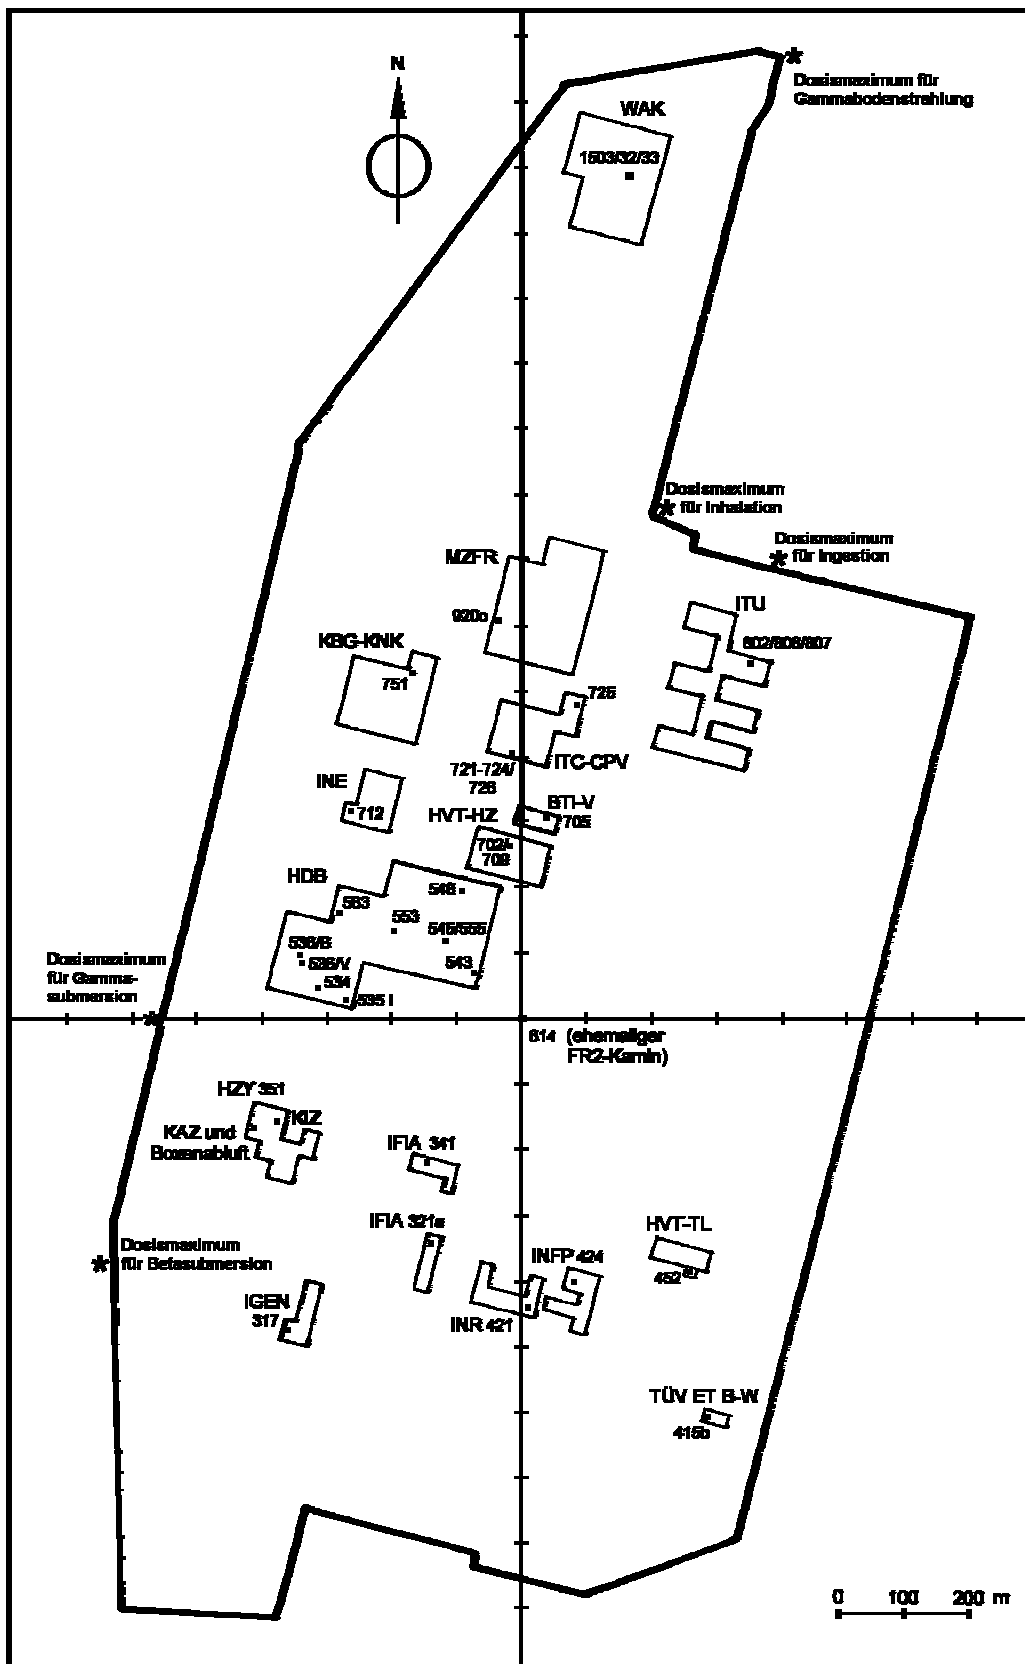 N
Dosismaximum für
Gammabodenstrahlung
WAK
1503/32/33
Dosismaximum
für Inhalation
Dosismaximum
für Ingestion
MZFR
920c
ITU
802/806/807
KBG-KNK
751
725
721-724/
726
ITC-CPV
INE
712
HVT-HZ
BTI-V
705
702/
709
HDB
548
563
553
545/555
536/B
536/V
543
534
535 I
Dosismaximum
für Gamma-
submersion
614 (ehemaliger
FR2-Kamin)
HZY 351
KIZ
KAZ und
Boxenabluft
IFIA 341
IFIA 321a
HVT-TL
452
Dosismaximum
für Betasubmersion
INFP 424
IGEN
317
INR 421
TÜV ET B-W
415b
0 100 200 m